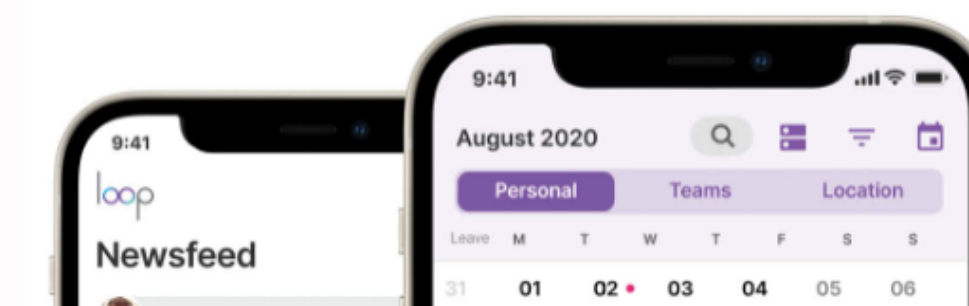 9:41
loop
Newsfeed
9:41
August 2020
Personal Teams Location
Leave M T W T F S S
31 01 02 03 04 05 06